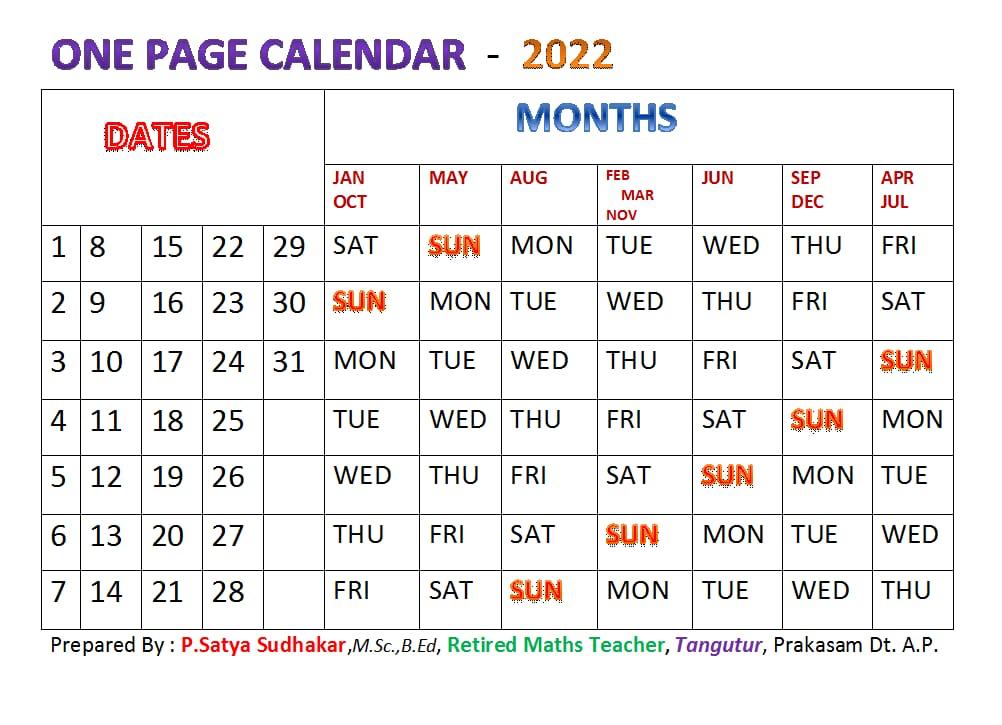 ONE PAGE CALENDAR - 2022
DATES
MONTHS
JAN MAY AUG FEB JUN SEP APR
OCT MAR DEC JUL
NOV
1 8 15 22 29 SAT SUN MON TUE WED THU FRI
2 9 16 23 30 SUN MON TUE WED THU FRI SAT
3 10 17 24 31 MON TUE WED THU FRI SAT SUN
4 11 18 25 TUE WED THU FRI SAT SUN MON
5 12 19 26 WED THU FRI SAT SUN MON TUE
6 13 20 27 THU FRI SAT SUN MON TUE WED
7 14 21 28 FRI SAT SUN MON TUE WED THU
Prepared By : P.Satya Sudhakar,M.Sc.,B.Ed, Retired Maths Teacher, Tangutur, Prakasam Dt. A.P.